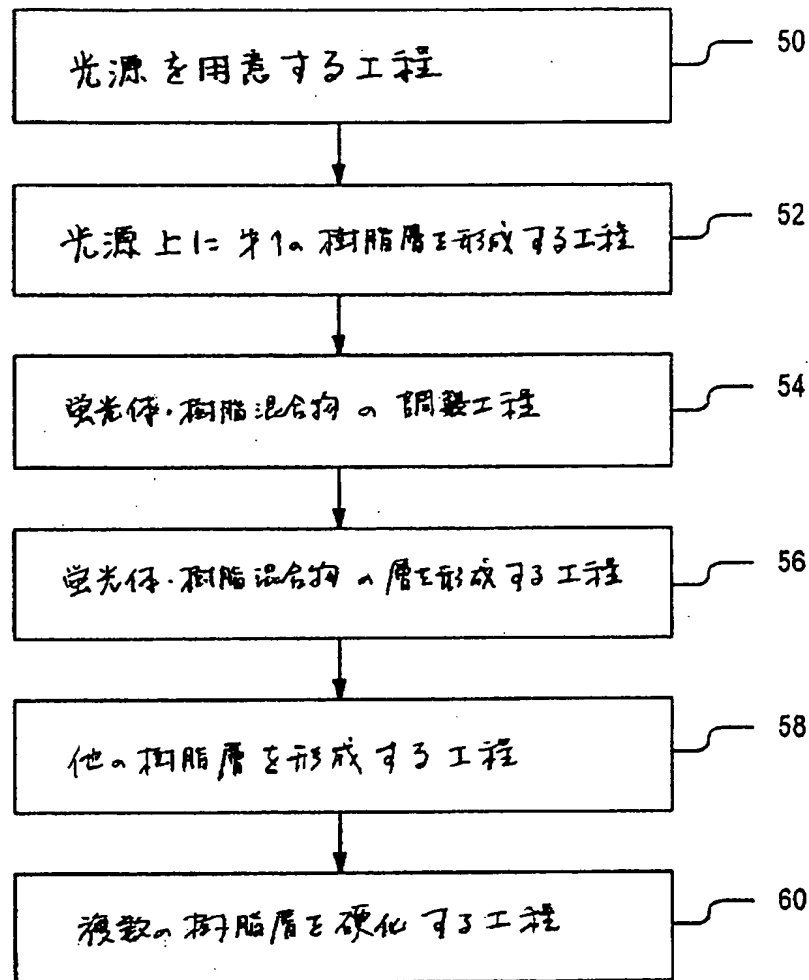 光源を用意する工程
50
光源上に第1の樹脂層を形成する工程
52
蛍光体・樹脂混合物の調製工程
54
蛍光体・樹脂混合物の層を形成する工程
56
他の樹脂層を形成する工程
58
複数の樹脂層を硬化する工程
60